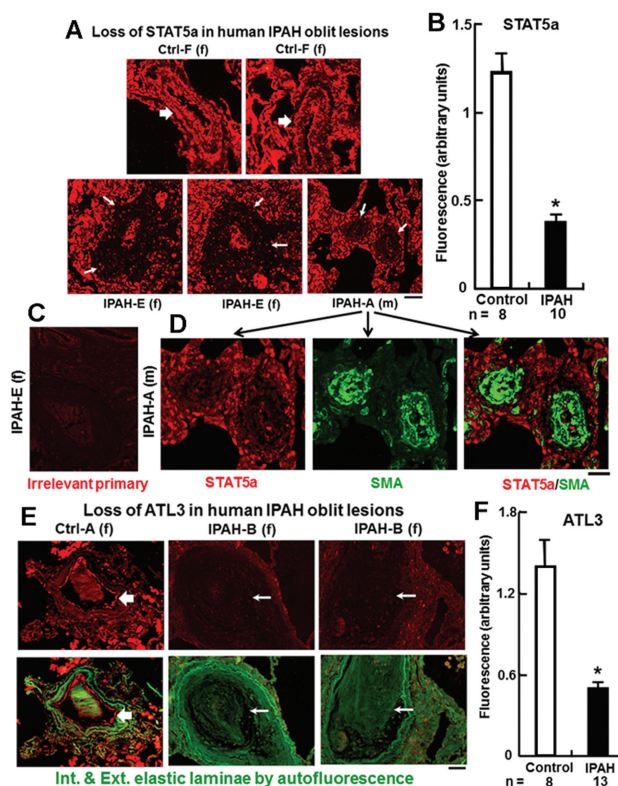 A Loss of STAT5a in human IPAH oblit lesions
Ctrl-F (f) Ctrl-F (f)
IPAH-E (f) IPAH-E (f) IPAH-A (m)
B STAT5a
Fluorescence (arbitrary units)
1.5
1
0.5
0
*
Control IPAH
n = 8 10
C
IPAH-E (f)
Irrelevant primary
D
IPAH-A (m)
STAT5a SMA STAT5a/SMA
E Loss of ATL3 in human IPAH oblit lesions
Ctrl-A (f) IPAH-B (f) IPAH-B (f)
Int. & Ext. elastic laminae by autofluorescence
F ATL3
Fluorescence (arbitrary units)
1.8
1.2
0.6
0
*
Control IPAH
n = 8 13